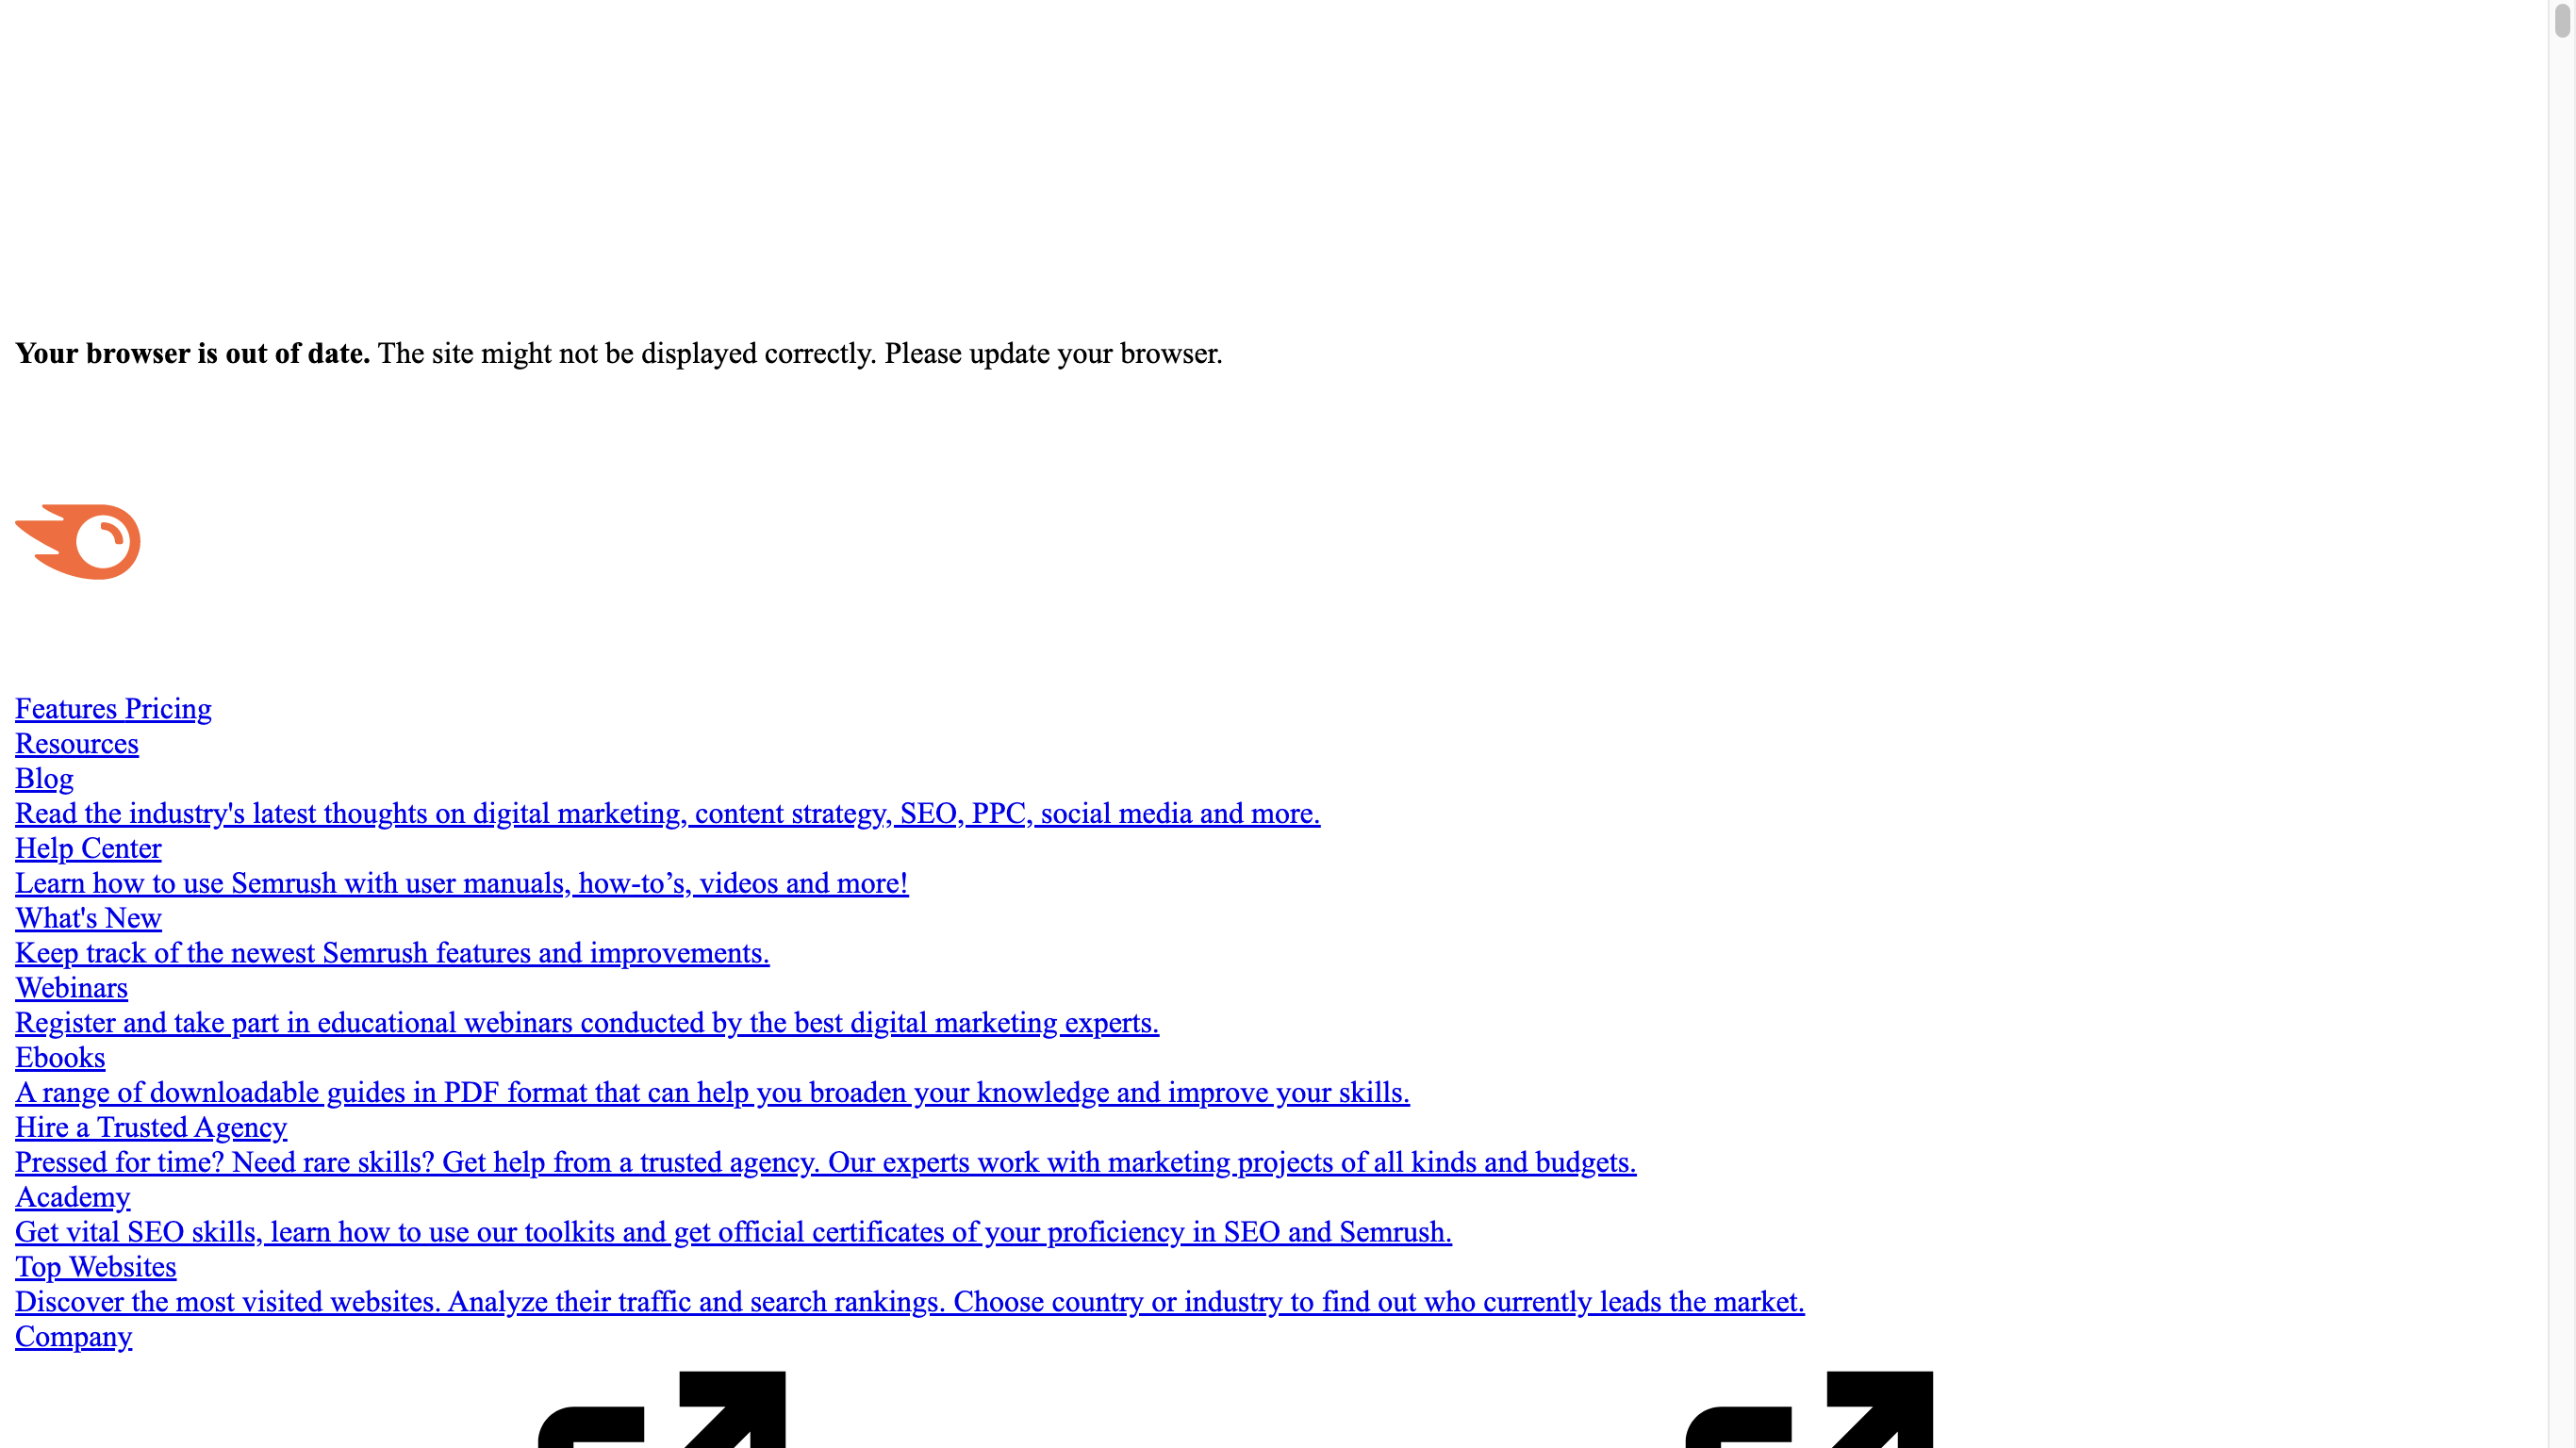 Your browser is out of date. The site might not be displayed correctly. Please update your browser.
Features Pricing
Resources
Blog
Read the industry's latest thoughts on digital marketing, content strategy, SEO, PPC, social media and more.
Help Center
Learn how to use Semrush with user manuals, how-to’s, videos and more!
What's New
Keep track of the newest Semrush features and improvements.
Webinars
Register and take part in educational webinars conducted by the best digital marketing experts.
Ebooks
A range of downloadable guides in PDF format that can help you broaden your knowledge and improve your skills.
Hire a Trusted Agency
Pressed for time? Need rare skills? Get help from a trusted agency. Our experts work with marketing projects of all kinds and budgets.
Academy
Get vital SEO skills, learn how to use our toolkits and get official certificates of your proficiency in SEO and Semrush.
Top Websites
Discover the most visited websites. Analyze their traffic and search rankings. Choose country or industry to find out who currently leads the market.
Company